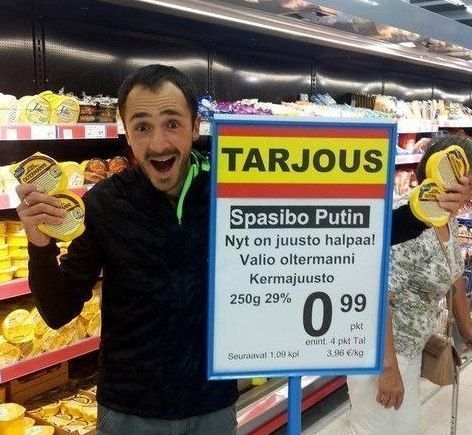 TARJOUS
Spasibo Putin
Nyt on juusto halpaa!
Valio oltermanni
Kermajuusto
250g 29% 0 99
pkt
enint. 4 pkt Tal
Seuraavat 1,09 kpl 3,96 €/kg